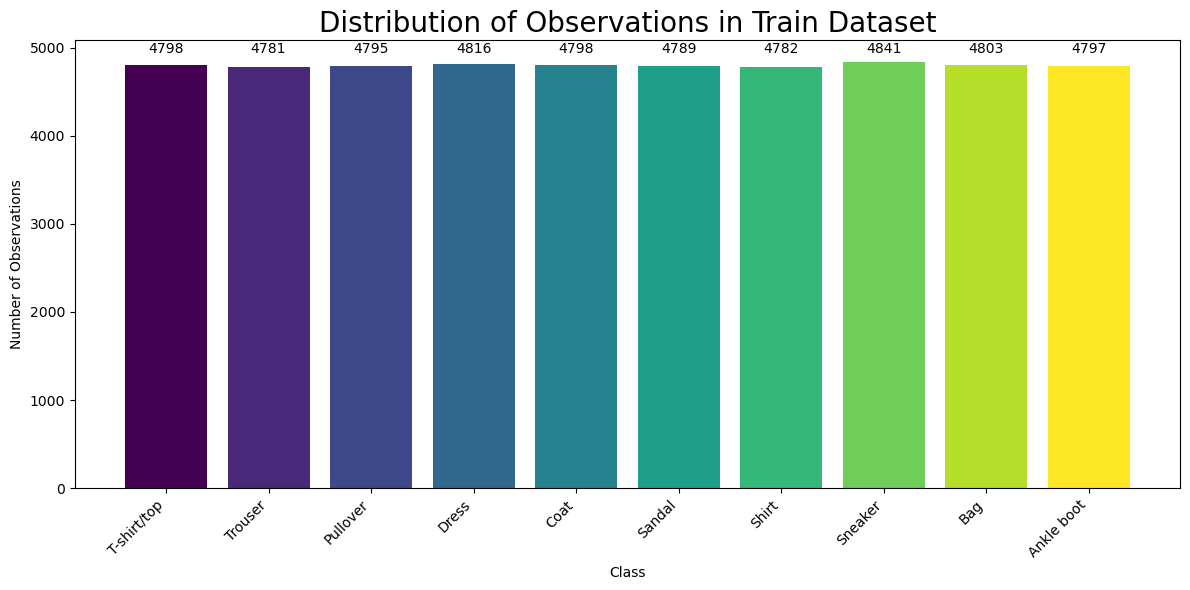 Distribution of Observations in Train Dataset
4798 4781 4795 4816 4798 4789 4782 4841 4803 4797
5000
4000
3000
2000
1000
0
Number of Observations
T-shirt/top Trouser Pullover Dress Coat Sandal Shirt Sneaker Bag Ankle boot
Class